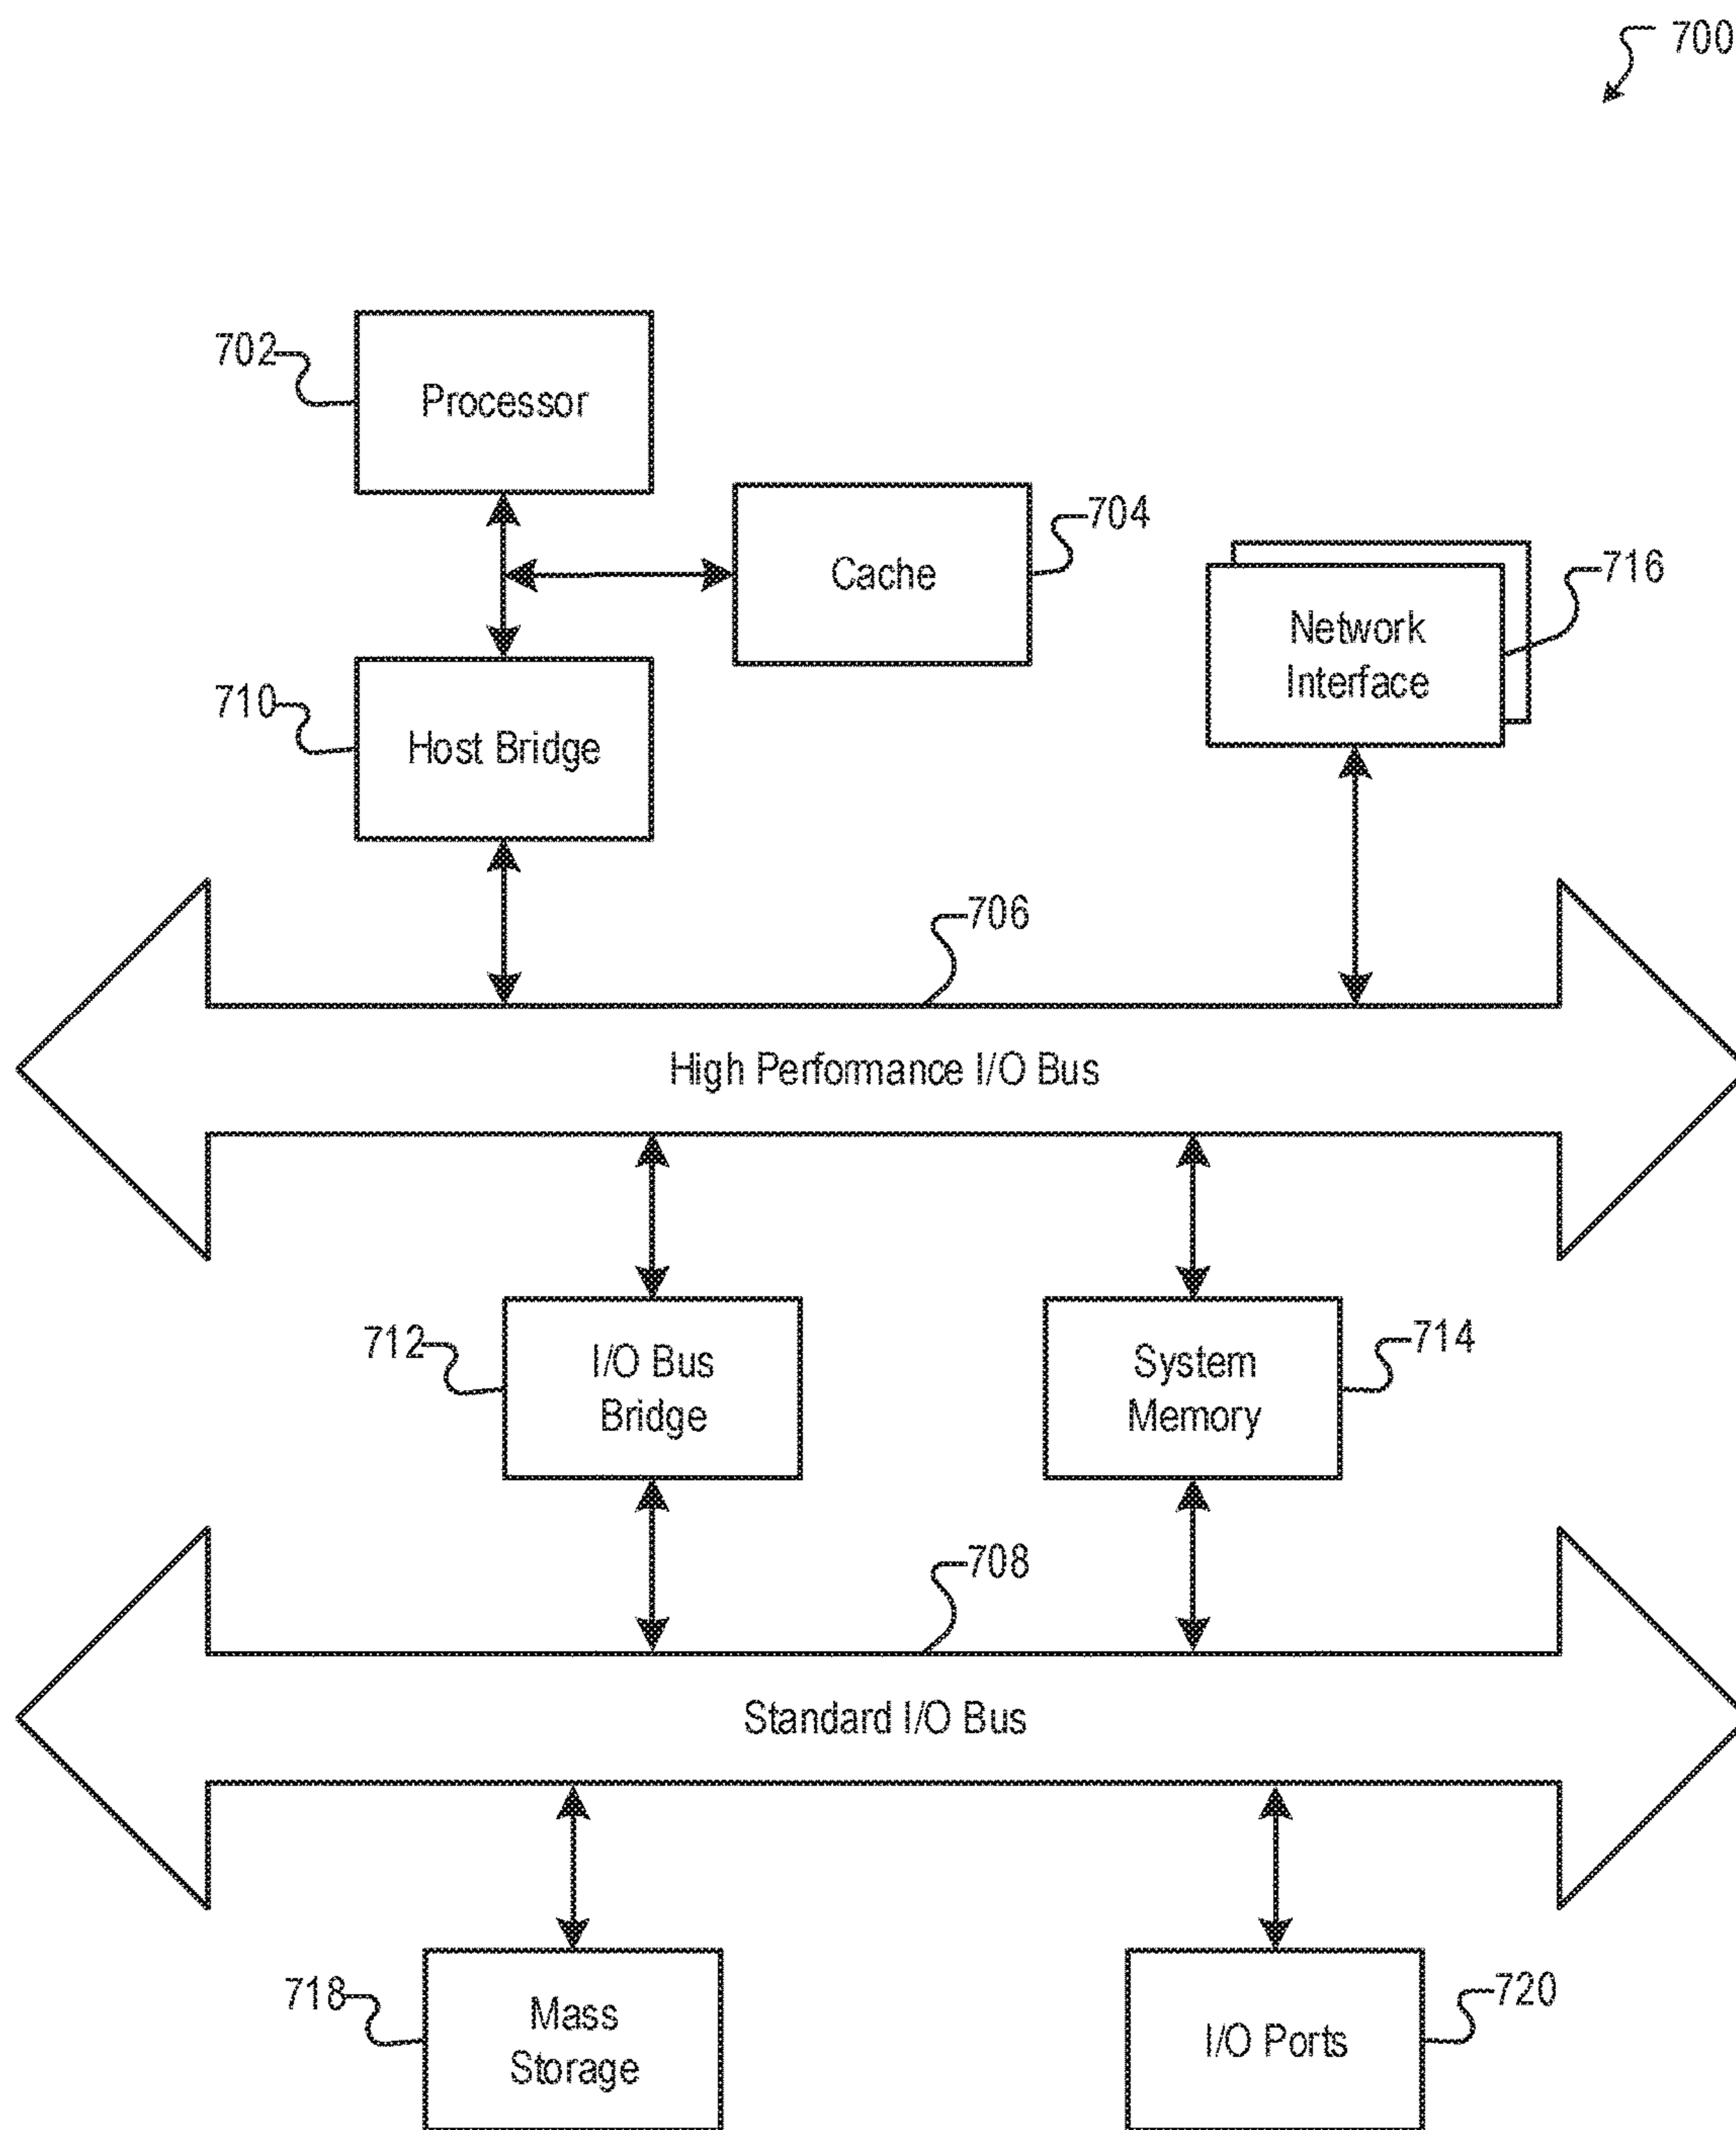 700
702
Processor
704
Cache
716
Network
Interface
710
Host Bridge
706
High Performance I/O Bus
712
I/O Bus
Bridge
714
System
Memory
708
Standard I/O Bus
718
Mass
Storage
720
I/O Ports